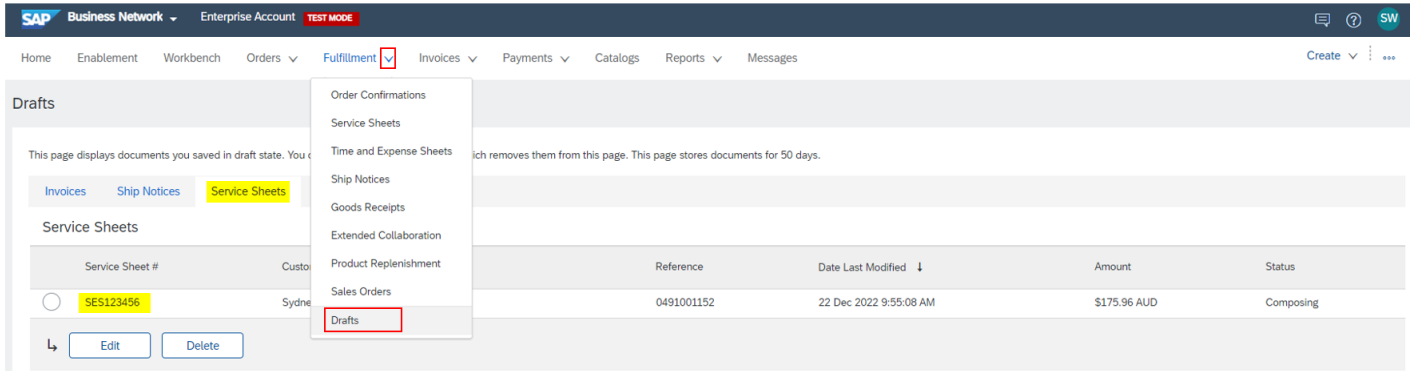 SAP Business Network Enterprise Account TEST MODE SW
Home Enablement Workbench Orders Fulfillment Invoices Payments Catalogs Reports Messages Create
Order Confirmations
Service Sheets
Time and Expense Sheets
Ship Notices
Goods Receipts
Extended Collaboration
Product Replenishment
Sales Orders
Drafts
Drafts
This page displays documents you saved in draft state. You ich removes them from this page. This page stores documents for 50 days.
Invoices Ship Notices Service Sheets
Service Sheets
Service Sheet # Custo Reference Date Last Modified ↓ Amount Status
SES123456 Sydne 0491001152 22 Dec 2022 9:55:08 AM $175.96 AUD Composing
Edit Delete